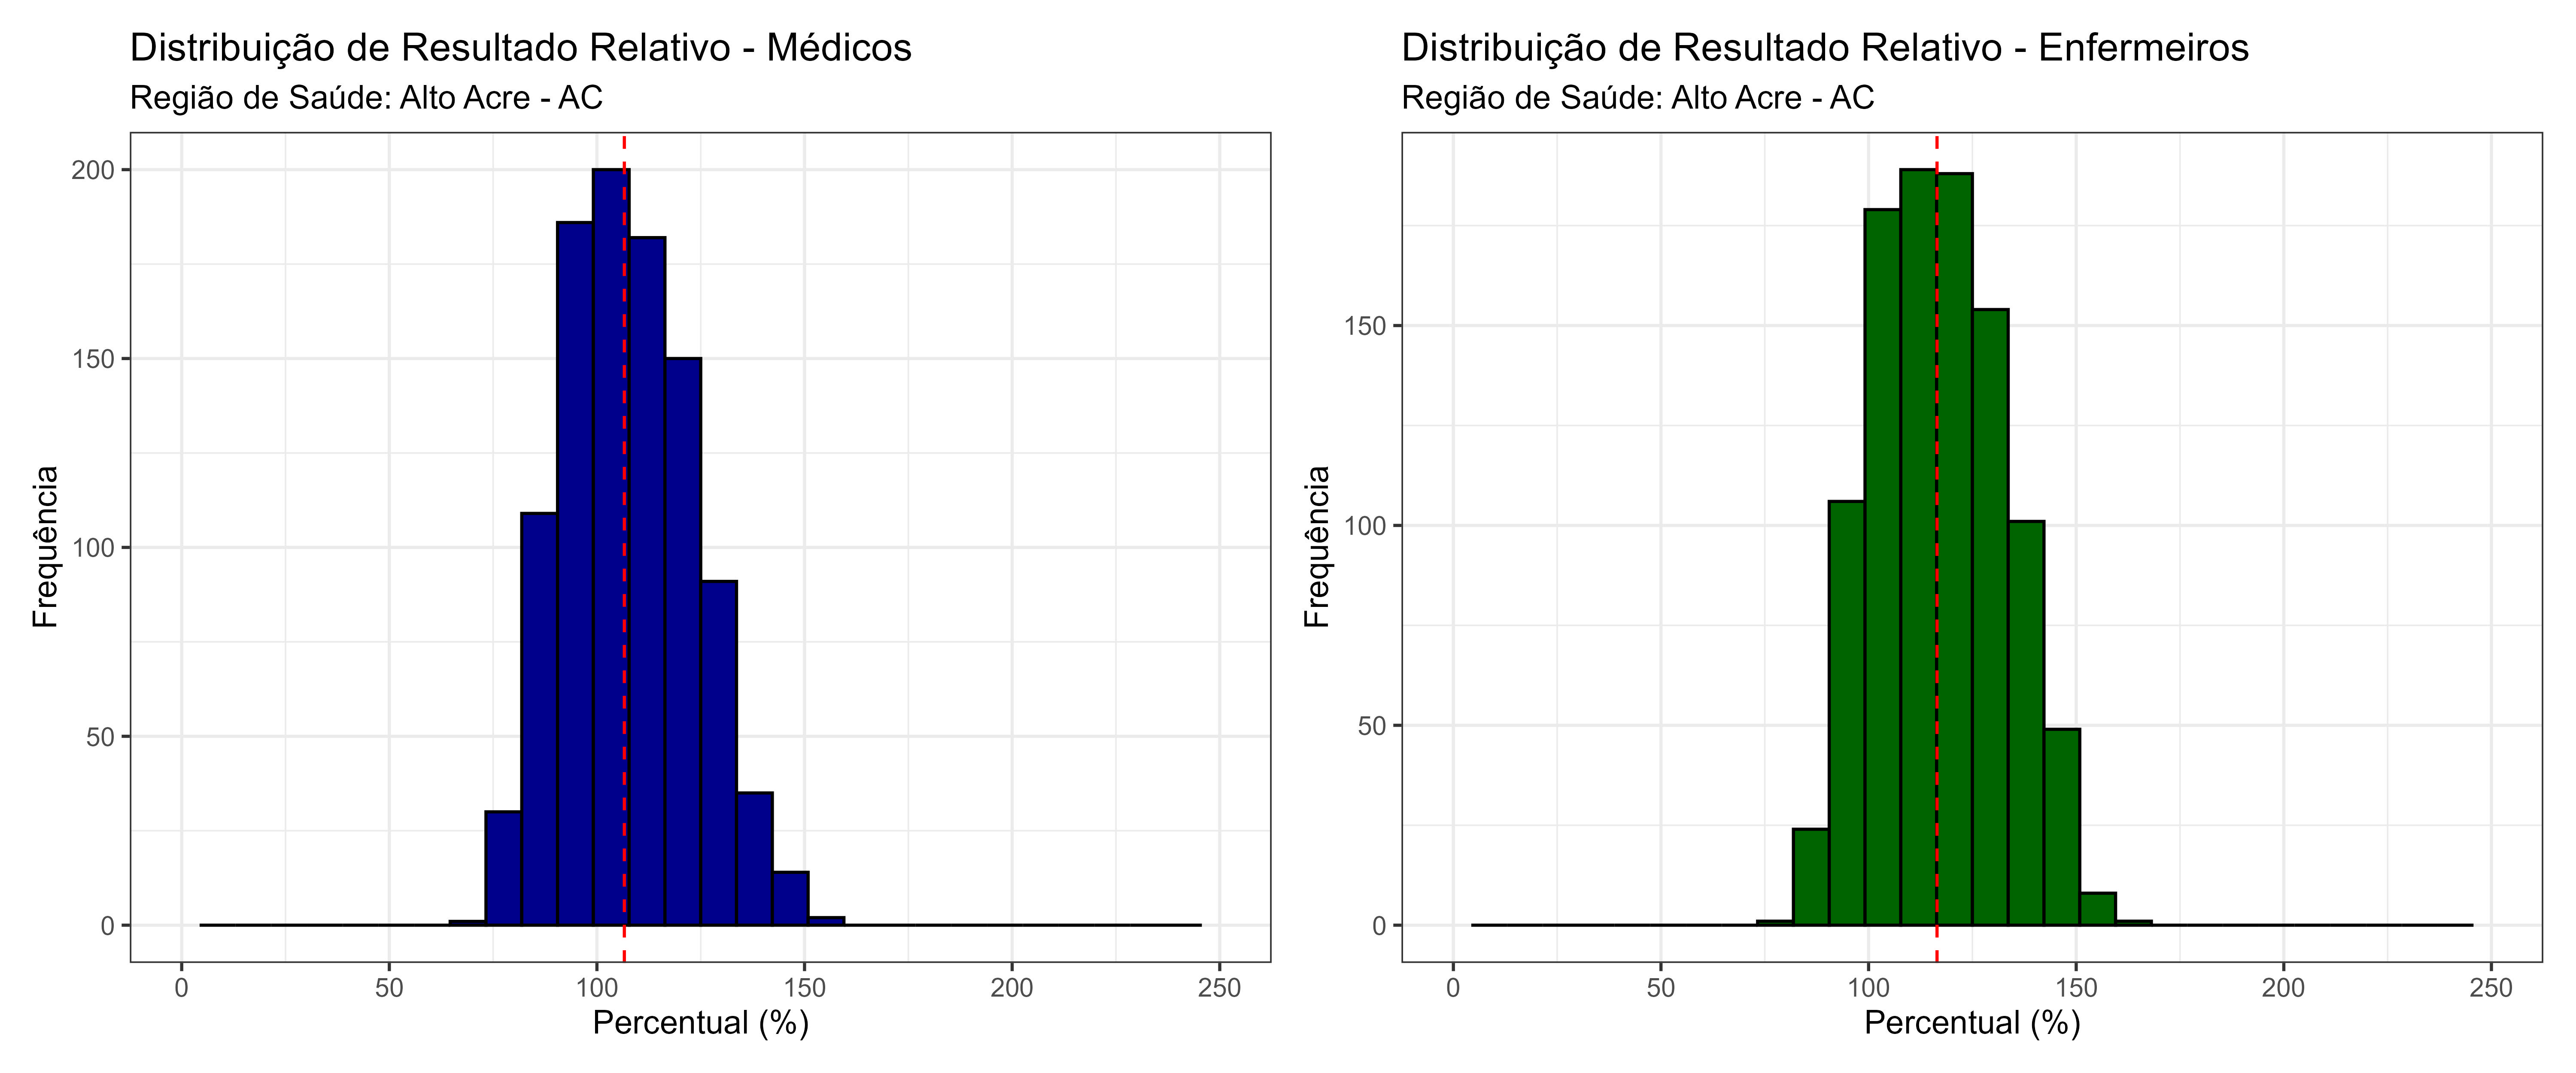 Distribuição de Resultado Relativo - Médicos
Região de Saúde: Alto Acre - AC
200
150
100
50
0
Frequência
0 50 100 150 200 250
Percentual (%)
Distribuição de Resultado Relativo - Enfermeiros
Região de Saúde: Alto Acre - AC
150
100
50
0
Frequência
0 50 100 150 200 250
Percentual (%)